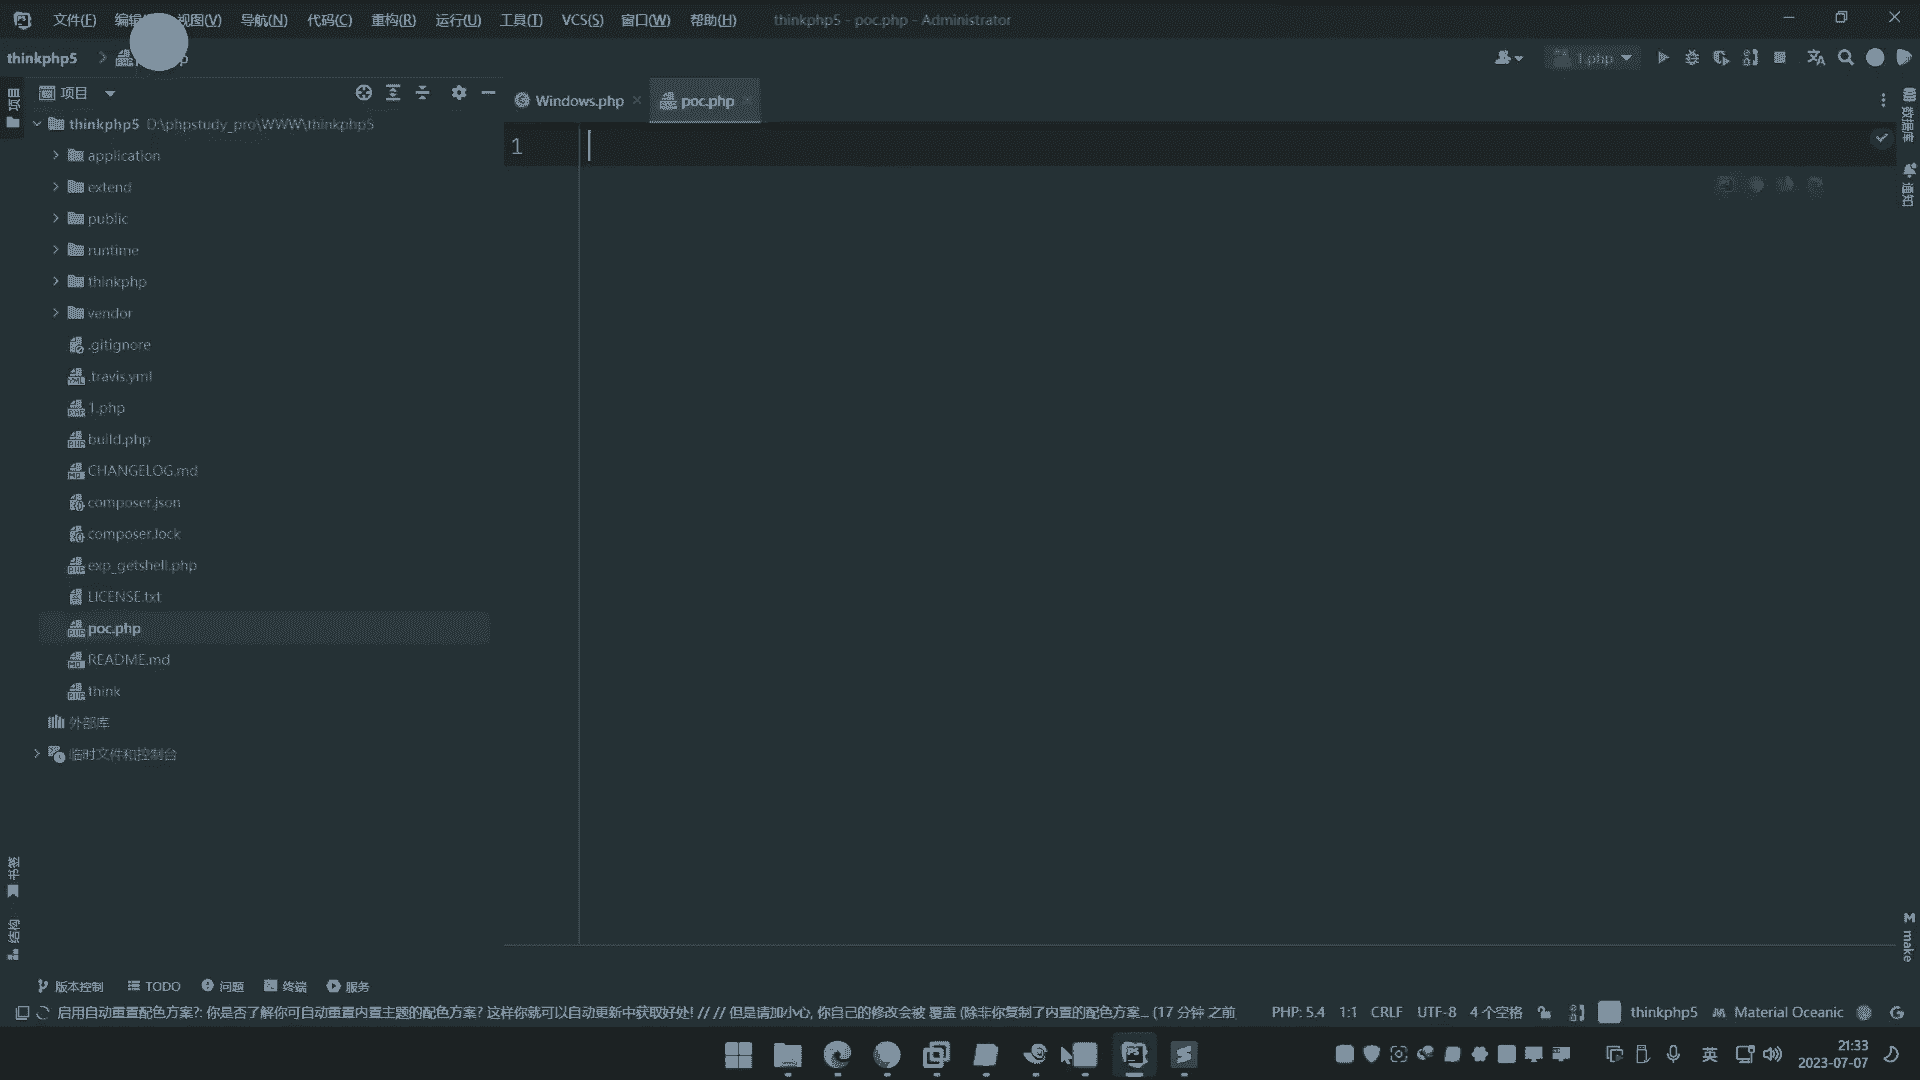 文件(F) 编辑 视图(V) 导航(N) 代码(C) 重构(R) 运行(U) 工具(T) VCS(S) 窗口(W) 帮助(H) thinkphp5 - poc.php - Administrator
thinkphp5
1.php
项目
项目
Windows.php
poc.php
数据库
通知
thinkphp5 D:\phpstudy_pro\WWW\thinkphp5
1
application
extend
public
runtime
thinkphp
vendor
.gitignore
.travis.yml
1.php
build.php
CHANGELOG.md
composer.json
composer.lock
exp_getshell.php
LICENSE.txt
poc.php
README.md
think
外部库
临时文件和控制台
书签
结构
make
版本控制 TODO 问题 终端 服务
启用自动重置配色方案?: 你是否了解你可自动重置内置主题的配色方案? 这样你就可以自动更新中获取好处! // // 但是请加小心, 你自己的修改会被 覆盖 (除非你复制了内置的配色方案... (17 分钟 之前
PHP: 5.4 1:1 CRLF UTF-8 4 个空格 thinkphp5 Material Oceanic
英
21:33
2023-07-07